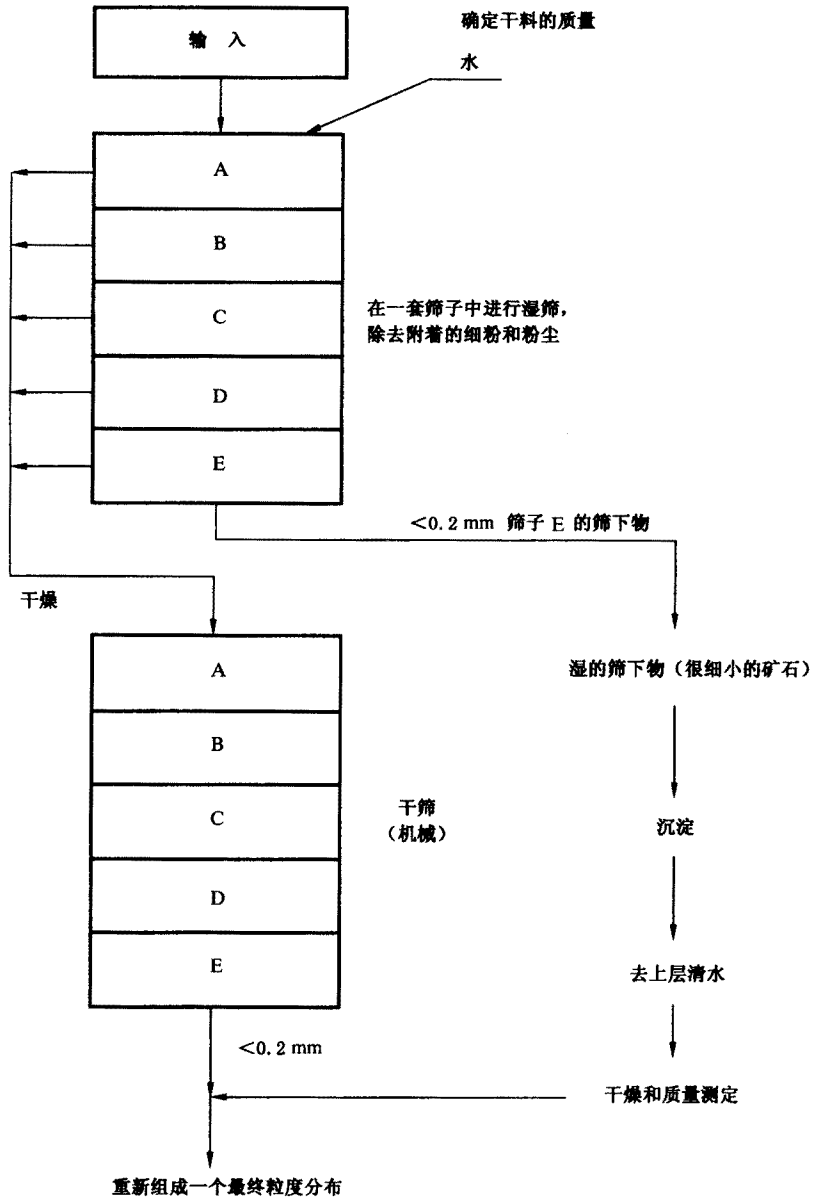 输 入
确定干料的质量
水
A
B
C
D
E
在一套筛子中进行湿筛，
除去附着的细粉和粉尘
<0.2 mm 筛子 E 的筛下物
干燥
A
B
C
D
E
干筛
（机械）
湿的筛下物（很细小的矿石）
沉淀
去上层清水
干燥和质量测定
<0.2 mm
重新组成一个最终粒度分布